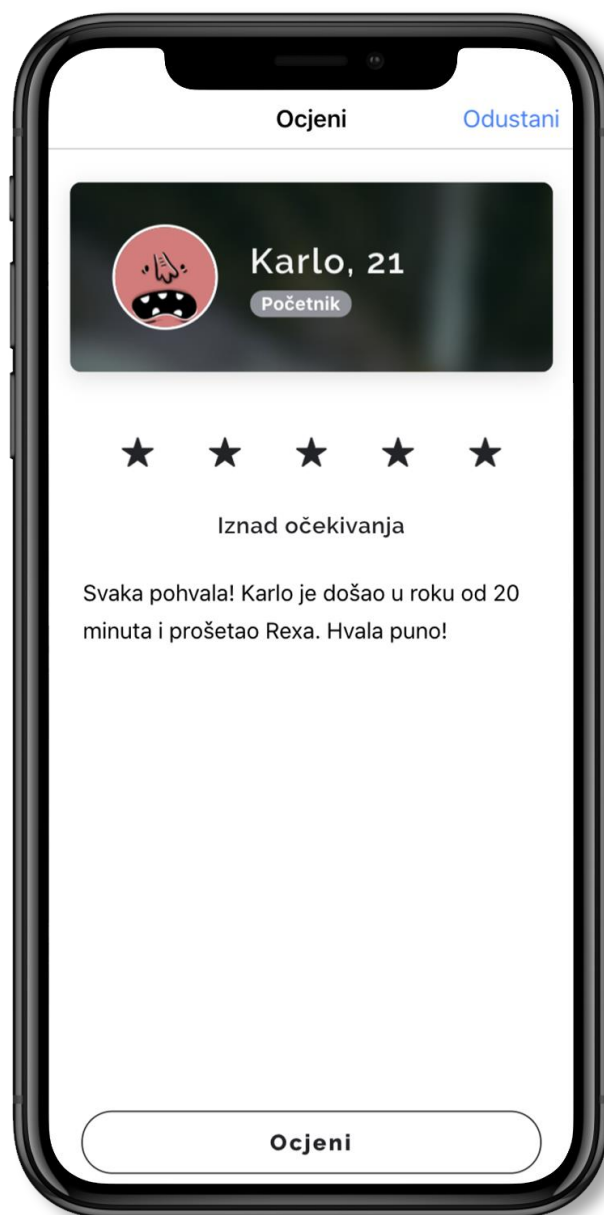 Ocjeni
Odustani
Karlo, 21
Početnik
Iznad očekivanja
Svaka pohvala! Karlo je došao u roku od 20
minuta i prošetao Rexa. Hvala puno!
Ocjeni